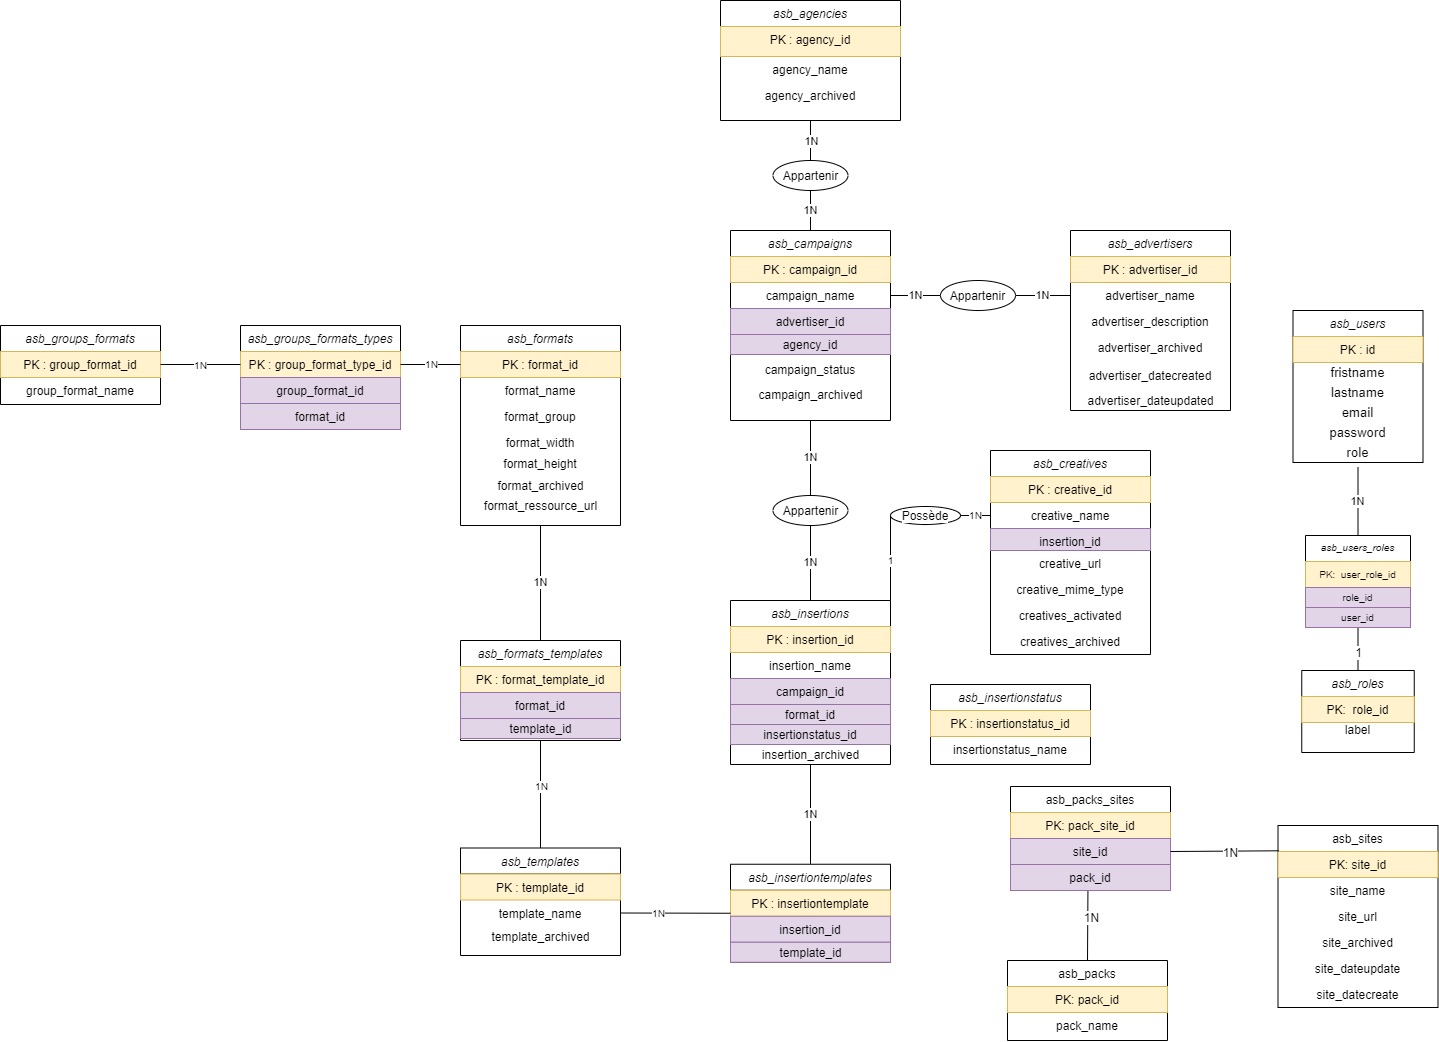 asb_agencies
PK : agency_id
agency_name
agency_archived
1N
Appartenir
1N
asb_campaigns
PK : campaign_id
campaign_name
advertiser_id
agency_id
campaign_status
campaign_archived
1N
Appartenir
1N
asb_advertisers
PK : advertiser_id
advertiser_name
advertiser_description
advertiser_archived
advertiser_datecreated
advertiser_dateupdated
asb_groups_formats
PK : group_format_id
group_format_name
1N
asb_groups_formats_types
PK : group_format_type_id
group_format_id
format_id
1N
asb_formats
PK : format_id
format_name
format_group
format_width
format_height
format_archived
format_ressource_url
1N
asb_formats_templates
PK : format_template_id
format_id
template_id
1N
asb_templates
PK : template_id
template_name
template_archived
1N
1N
Appartenir
1N
asb_insertions
PK : insertion_id
insertion_name
campaign_id
format_id
insertionstatus_id
insertion_archived
1N
asb_insertiontemplates
PK : insertiontemplate
insertion_id
template_id
1
Possède
1N
asb_creatives
PK : creative_id
creative_name
insertion_id
creative_url
creative_mime_type
creatives_activated
creatives_archived
asb_insertionstatus
PK : insertionstatus_id
insertionstatus_name
asb_users
PK : id
fristname
lastname
email
password
role
1N
asb_users_roles
PK: user_role_id
role_id
user_id
1
asb_roles
PK: role_id
label
asb_packs_sites
PK: pack_site_id
site_id
pack_id
1N
asb_sites
PK: site_id
site_name
site_url
site_archived
site_dateupdate
site_datecreate
1N
asb_packs
PK: pack_id
pack_name